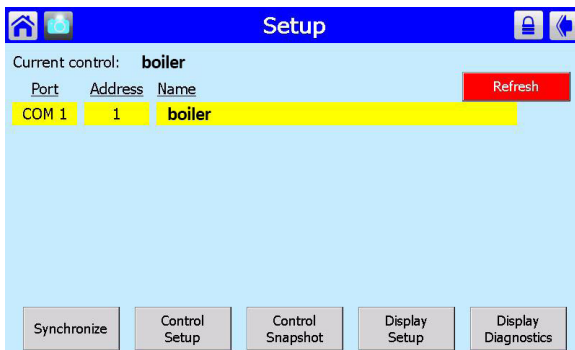 Setup
Current control: boiler
Port Address Name
Refresh
COM 1 1 boiler
Synchronize
Control Setup
Control Snapshot
Display Setup
Display Diagnostics